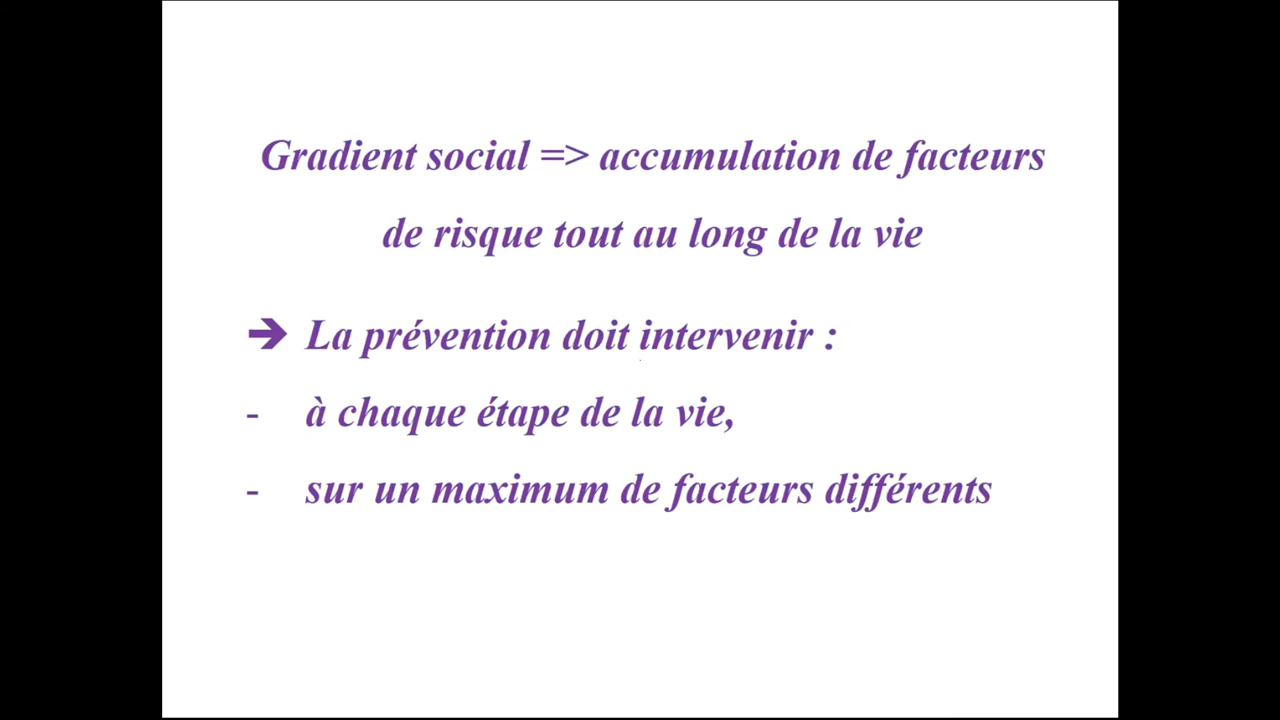 Gradient social => accumulation de facteurs
de risque tout au long de la vie
➔ La prévention doit intervenir :
- à chaque étape de la vie,
- sur un maximum de facteurs différents